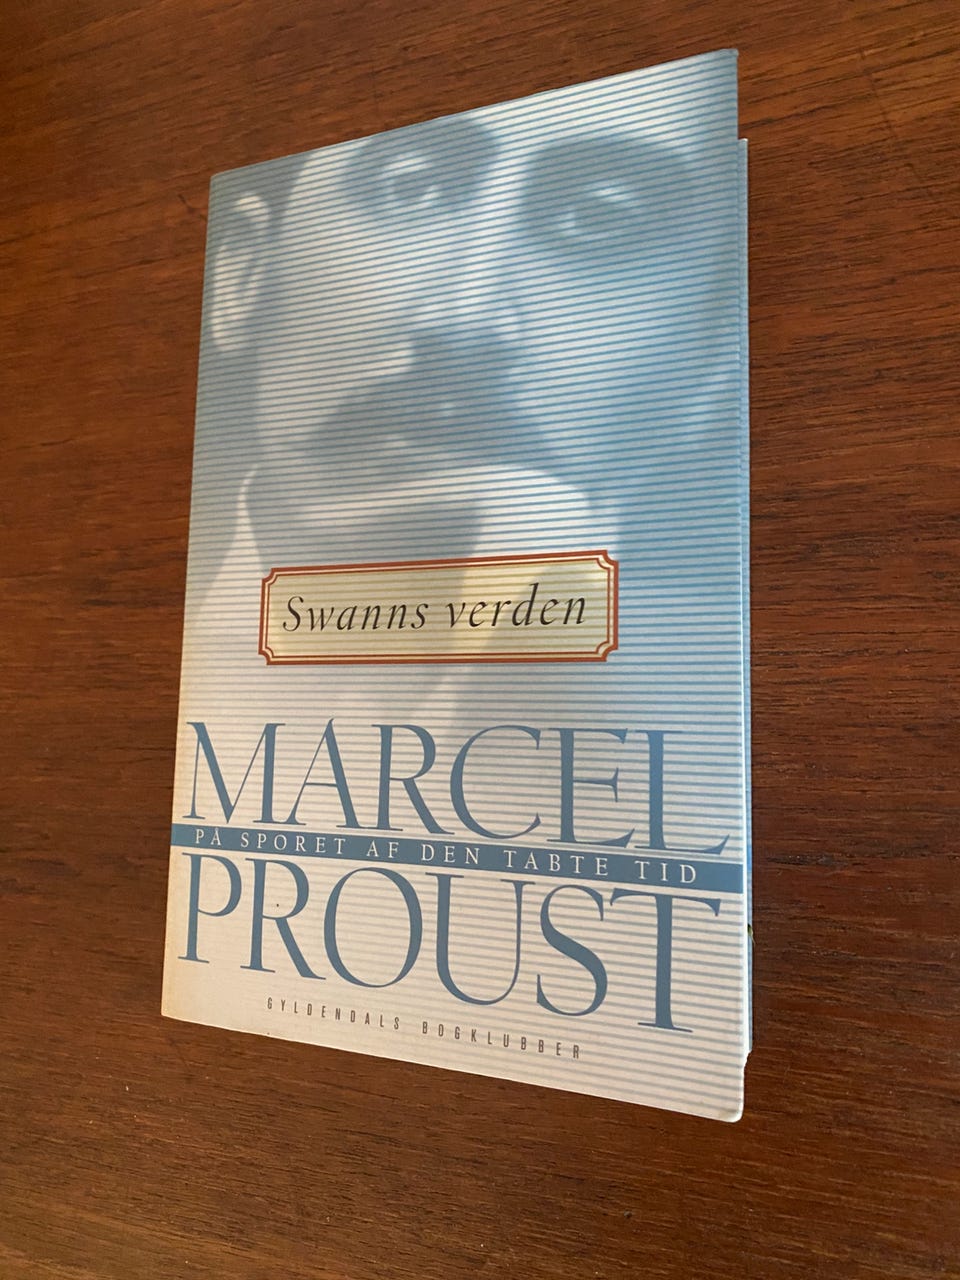 Swanns verden
MARCEL
PÅ SPORET AF DEN TABTE TID
PROUST
GYLDENDALS BOGKLUBBER